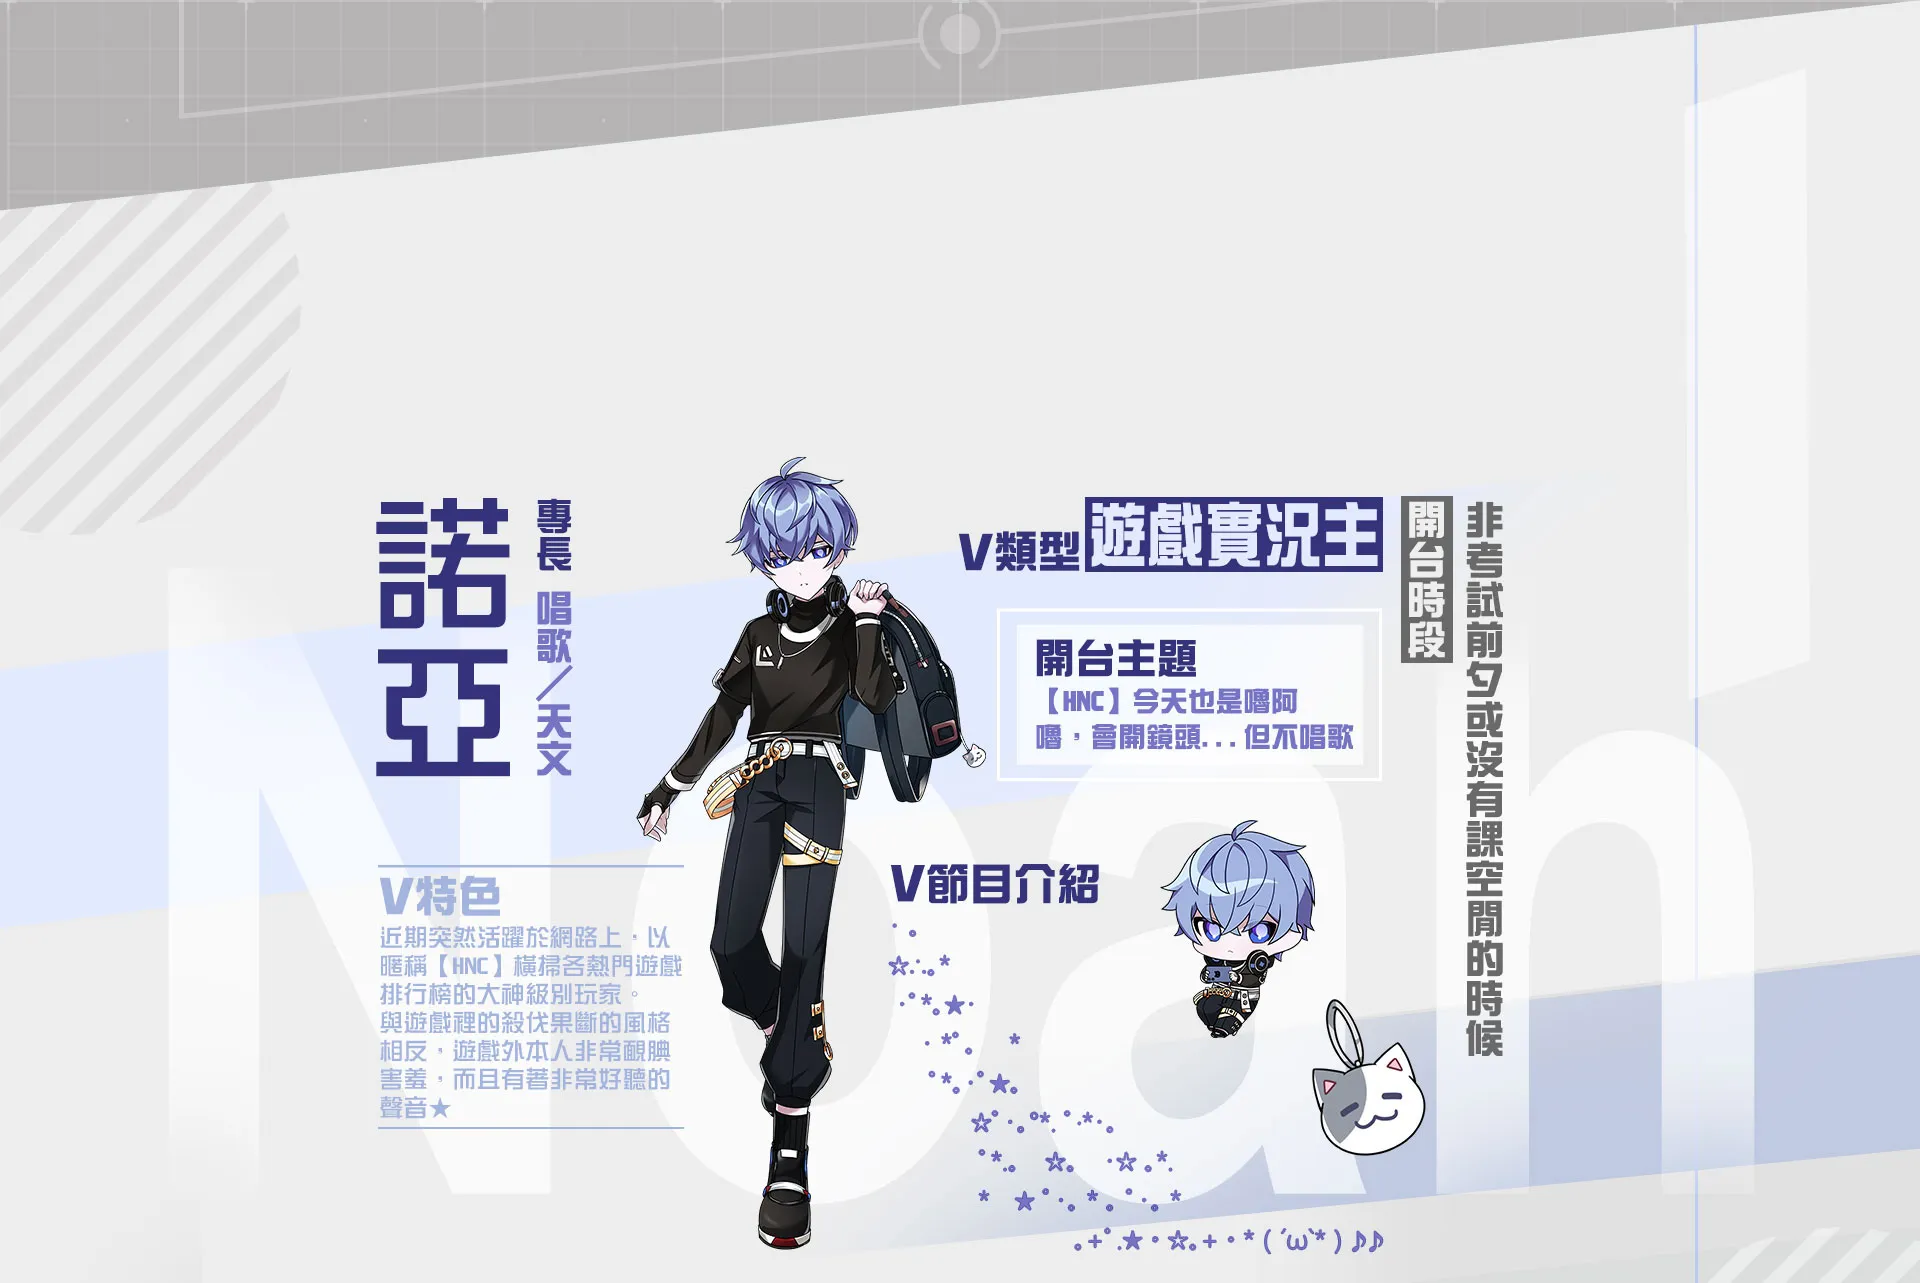 諾亞
專長 唱歌／天文
V類型 遊戲實況主
開台主題
【HNC】今天也是嚕阿
嚕，會開鏡頭...但不唱歌
開台時段
非考試前夕或沒有課空閒的時候
V特色
近期突然活躍於網路上，以
暱稱【HNC】橫掃各熱門遊戲
排行榜的大神級別玩家。
與遊戲裡的殺伐果斷的風格
相反，遊戲外本人非常靦腆
害羞，而且有著非常好聽的
聲音★
V節目介紹
. 。
☆.:.。*
.°*.★.
. *°。 *
°*。.★。
☆°.。°*. °.*.。
°*.。 ☆。 .☆.。*.
* ★°.。* . °.。*
。+ﾟ.★・☆。+・*(´ω`*)♪♪
Noah